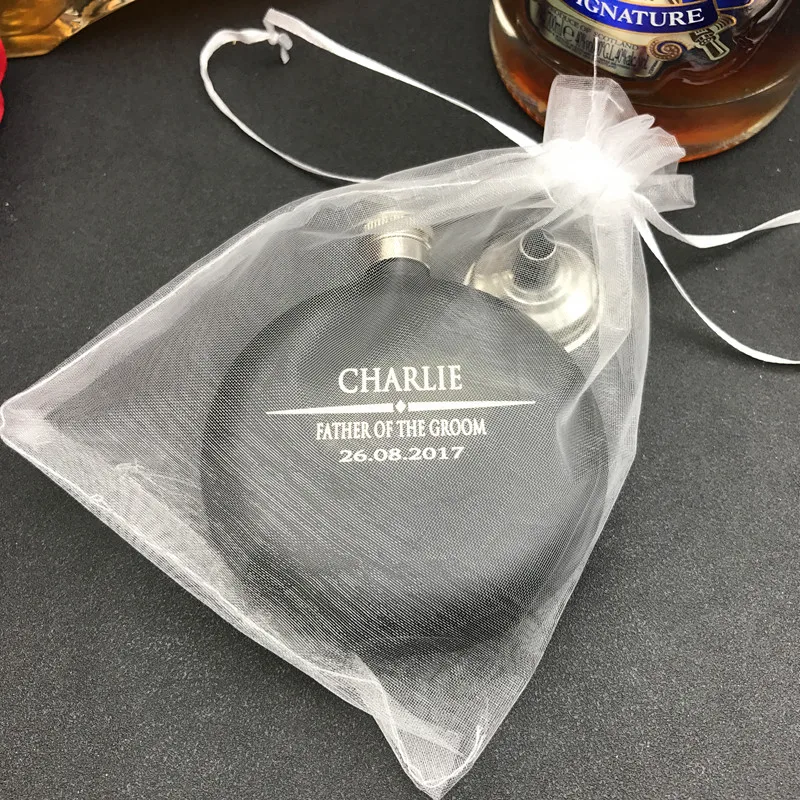 IGNATURE
CHARLIE
FATHER OF THE GROOM
26.08.2017